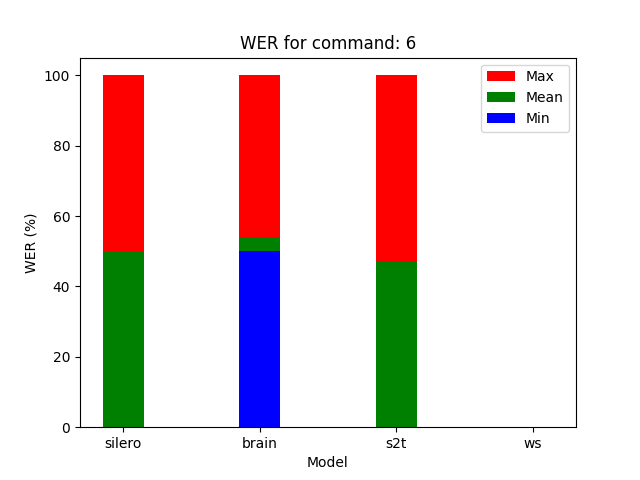 WER for command: 6
Max
Mean
Min
WER (%)
100
80
60
40
20
0
silero
brain
s2t
ws
Model